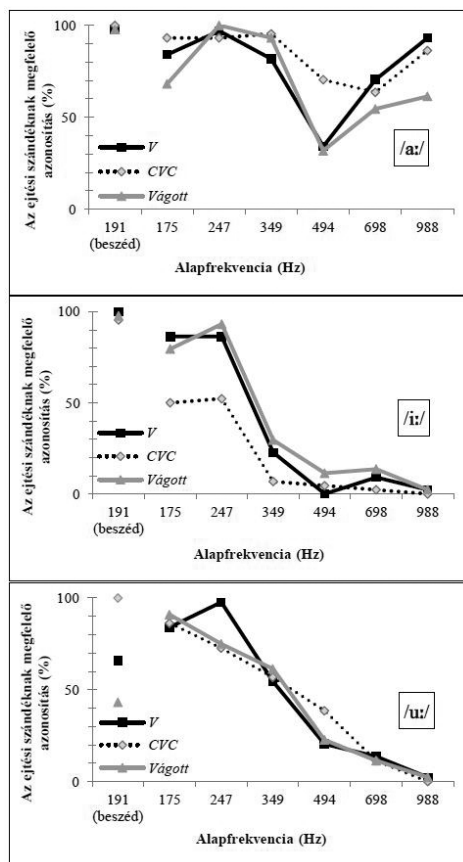 Az ejtési szándéknak megfelelő
azonosítás (%)
100
50
0
V
CVC
Vágott
/aː/
191 175 247 349 494 698 988
(beszéd)
Alapfrekvencia (Hz)
Az ejtési szándéknak megfelelő
azonosítás (%)
100
50
0
V
CVC
Vágott
/iː/
191 175 247 349 494 698 988
(beszéd)
Alapfrekvencia (Hz)
Az ejtési szándéknak megfelelő
azonosítás (%)
100
50
0
V
CVC
Vágott
/uː/
191 175 247 349 494 698 988
(beszéd)
Alapfrekvencia (Hz)